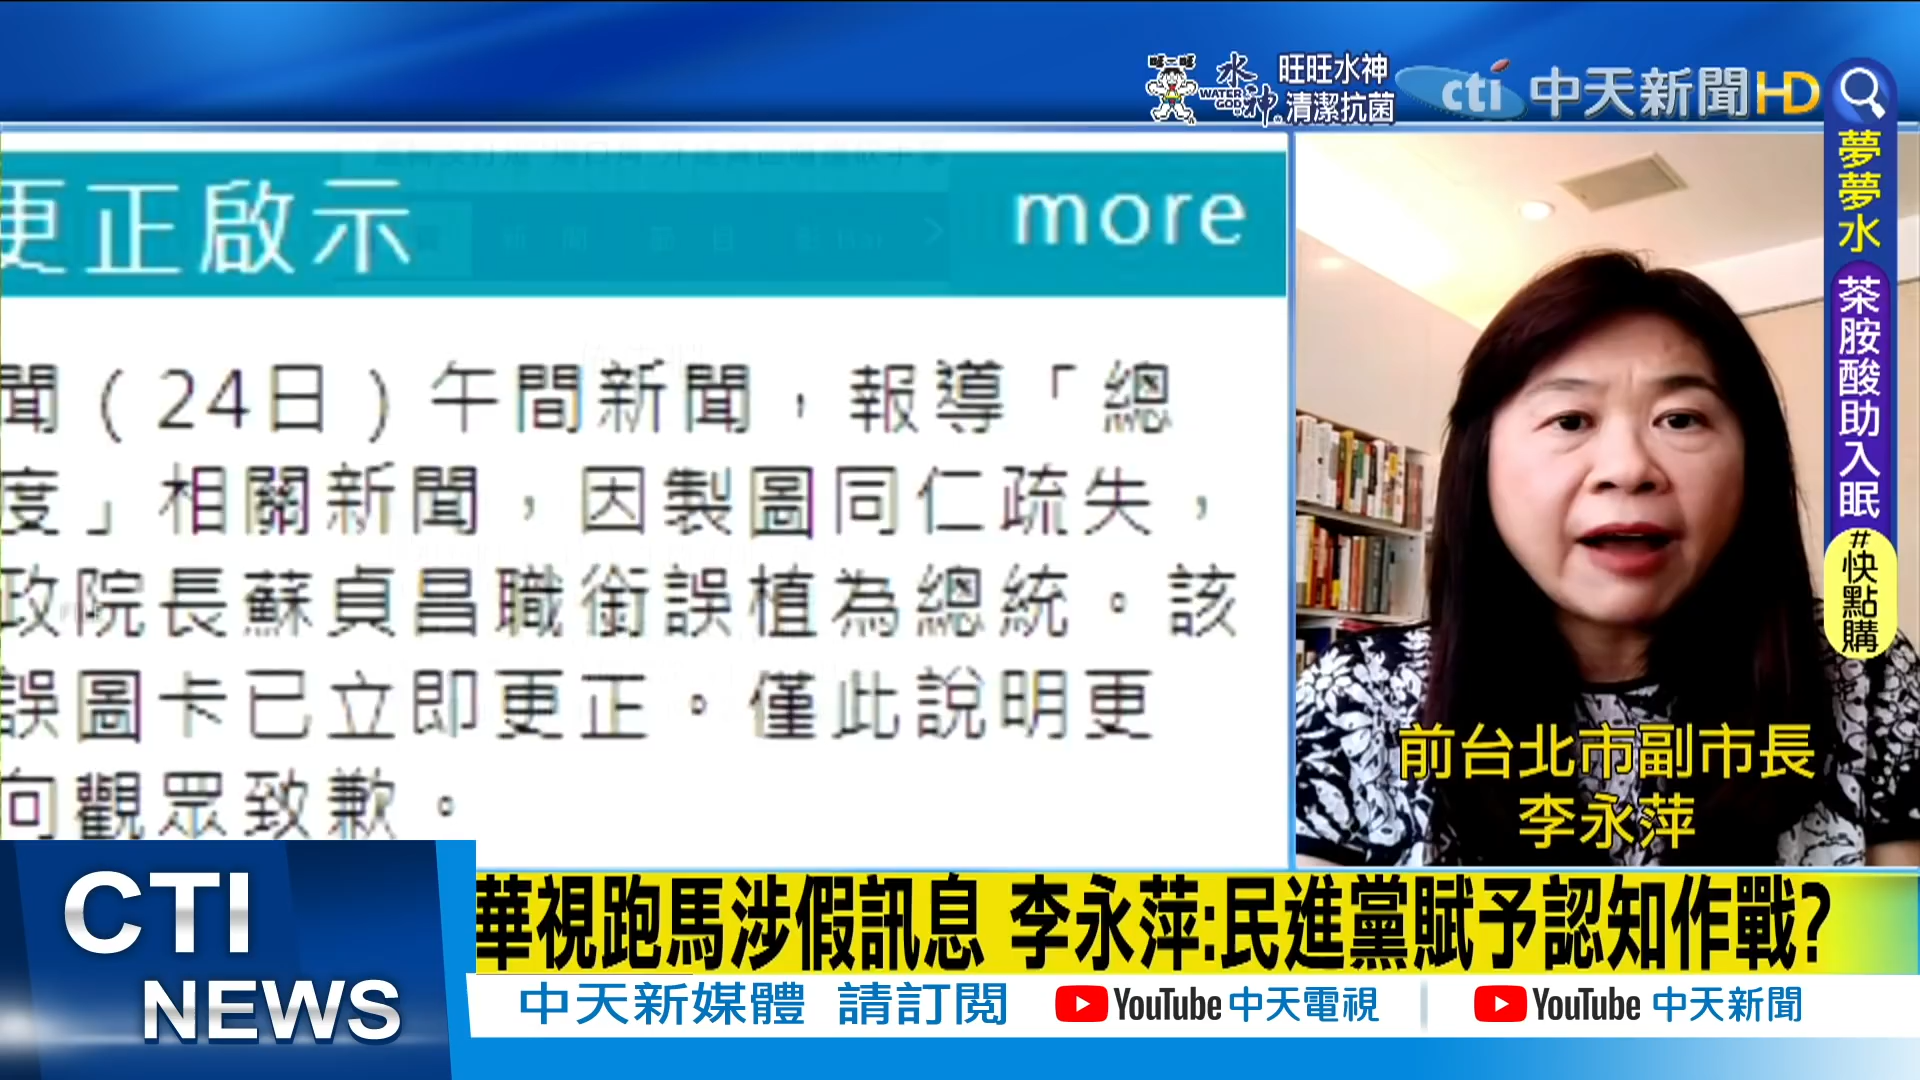 旺旺水神
清潔抗菌
WATER GOD
水神
cti 中天新聞HD
夢夢水
茶胺酸助入眠
#快點購
更正啟示 more
聞（24日）午間新聞，報導「總
度」相關新聞，因製圖同仁疏失，
政院長蘇貞昌職銜誤植為總統。該
誤圖卡已立即更正。僅此說明更
向觀眾致歉。
前台北市副市長
李永萍
華視跑馬涉假訊息 李永萍:民進黨賦予認知作戰?
CTI
NEWS
中天新媒體 請訂閱 YouTube 中天電視 YouTube 中天新聞